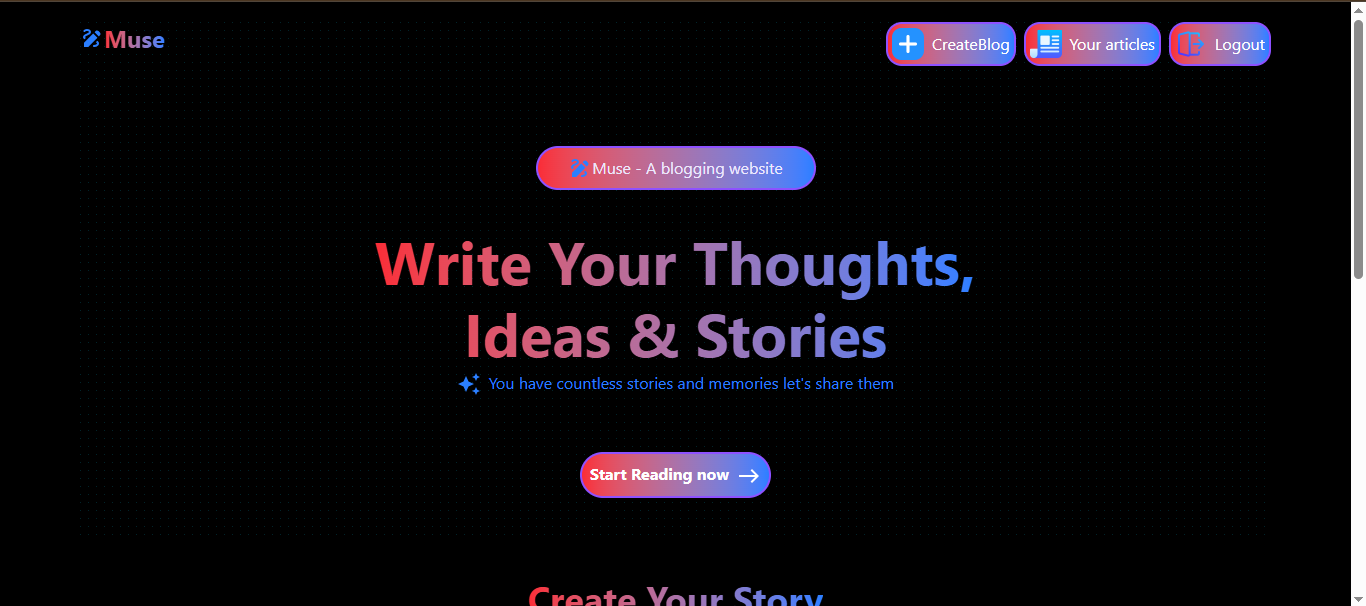 Muse
CreateBlog
Your articles
Logout
Muse - A blogging website
Write Your Thoughts,
Ideas & Stories
You have countless stories and memories let's share them
Start Reading now
Create Your Story